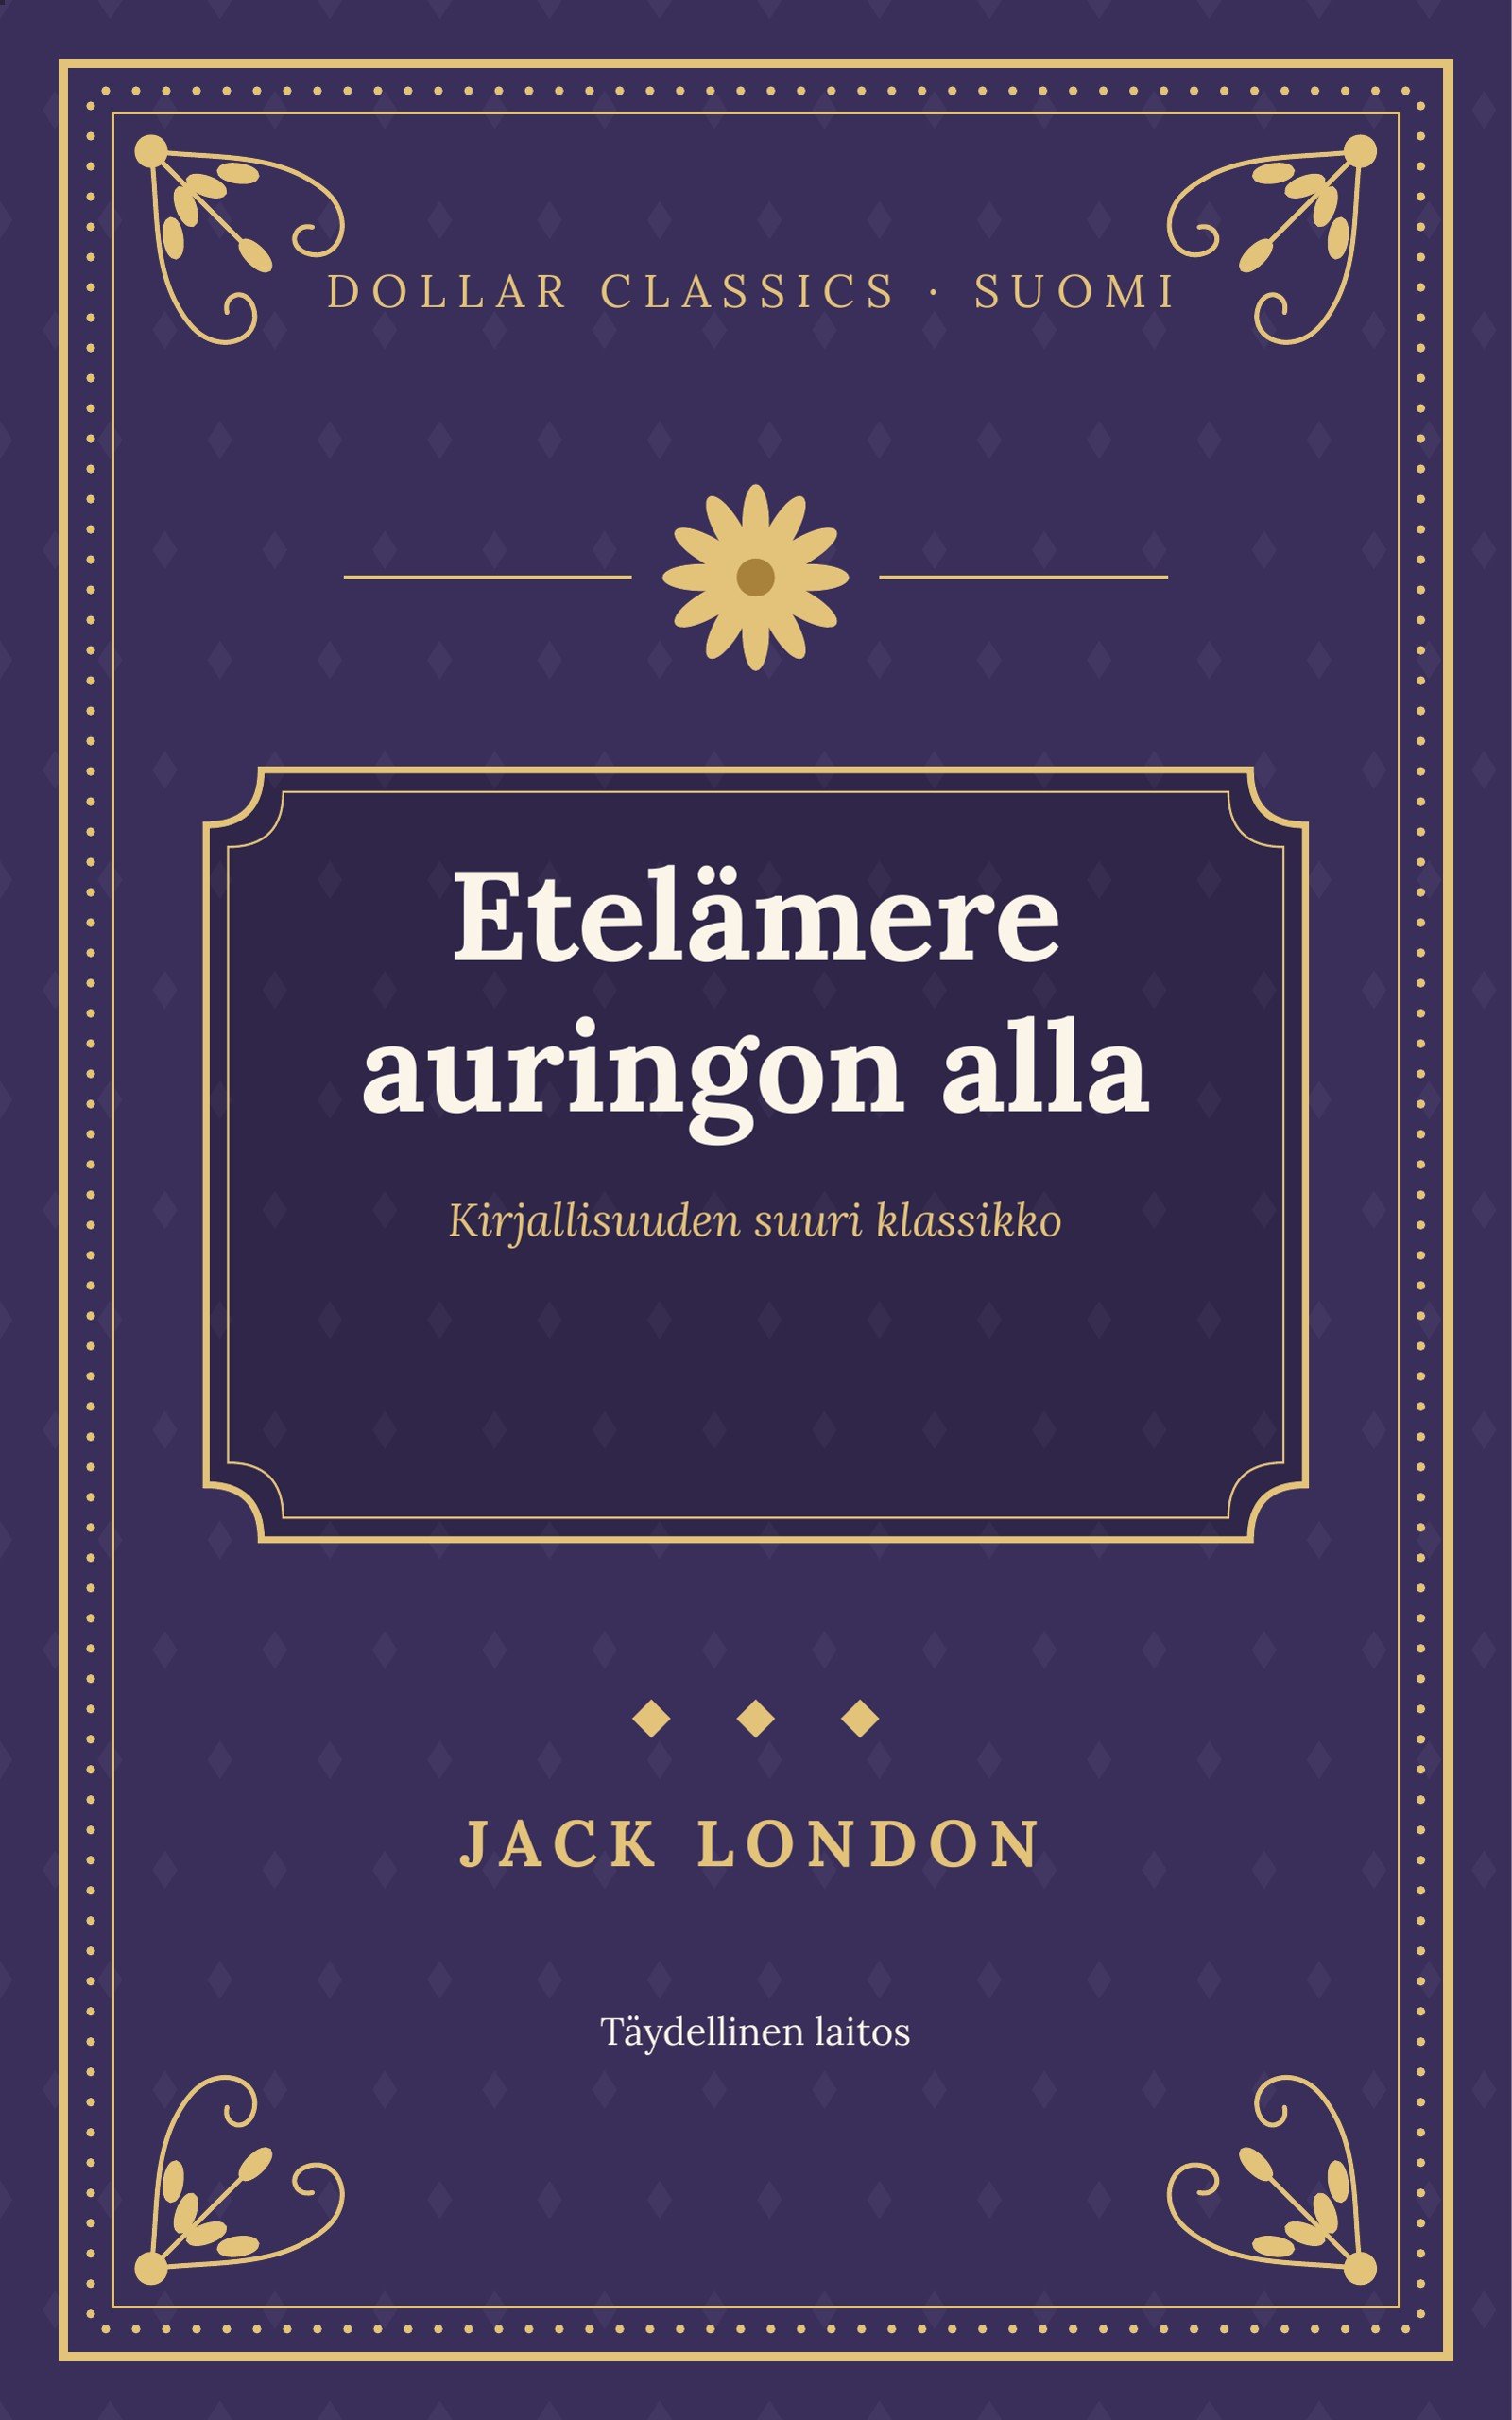 DOLLAR CLASSICS · SUOMI
Etelämere
auringon alla
Kirjallisuuden suuri klassikko
JACK LONDON
Täydellinen laitos